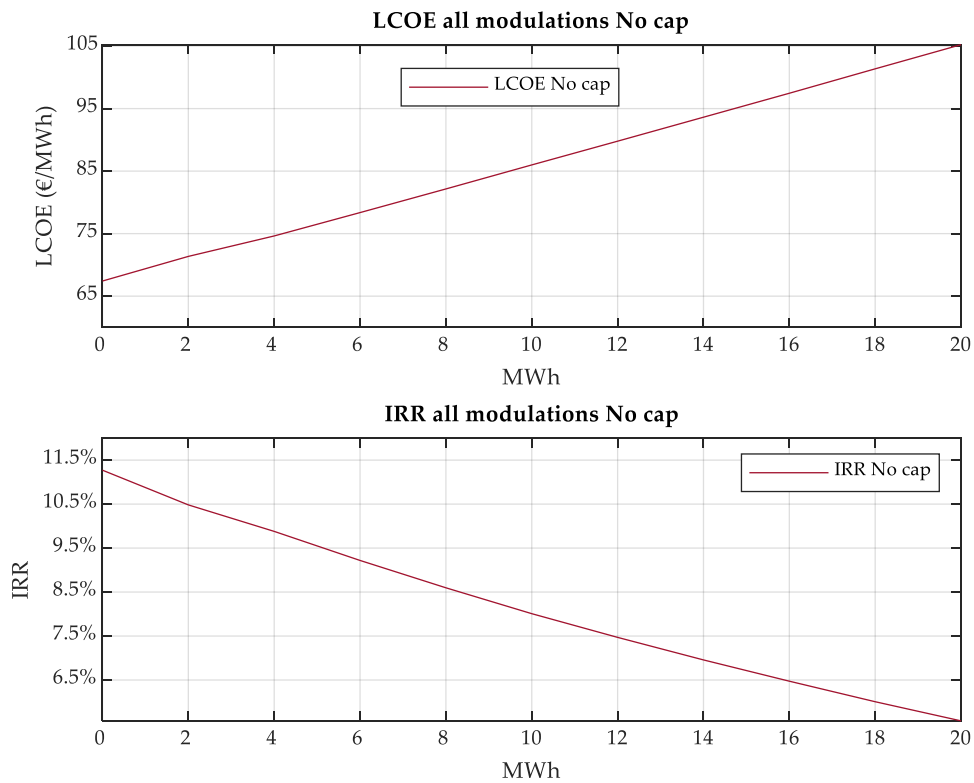 LCOE all modulations No cap
105
95
85
75
65
LCOE (€/MWh)
LCOE No cap
0 2 4 6 8 10 12 14 16 18 20
MWh
IRR all modulations No cap
11.5%
10.5%
9.5%
8.5%
7.5%
6.5%
IRR
IRR No cap
0 2 4 6 8 10 12 14 16 18 20
MWh